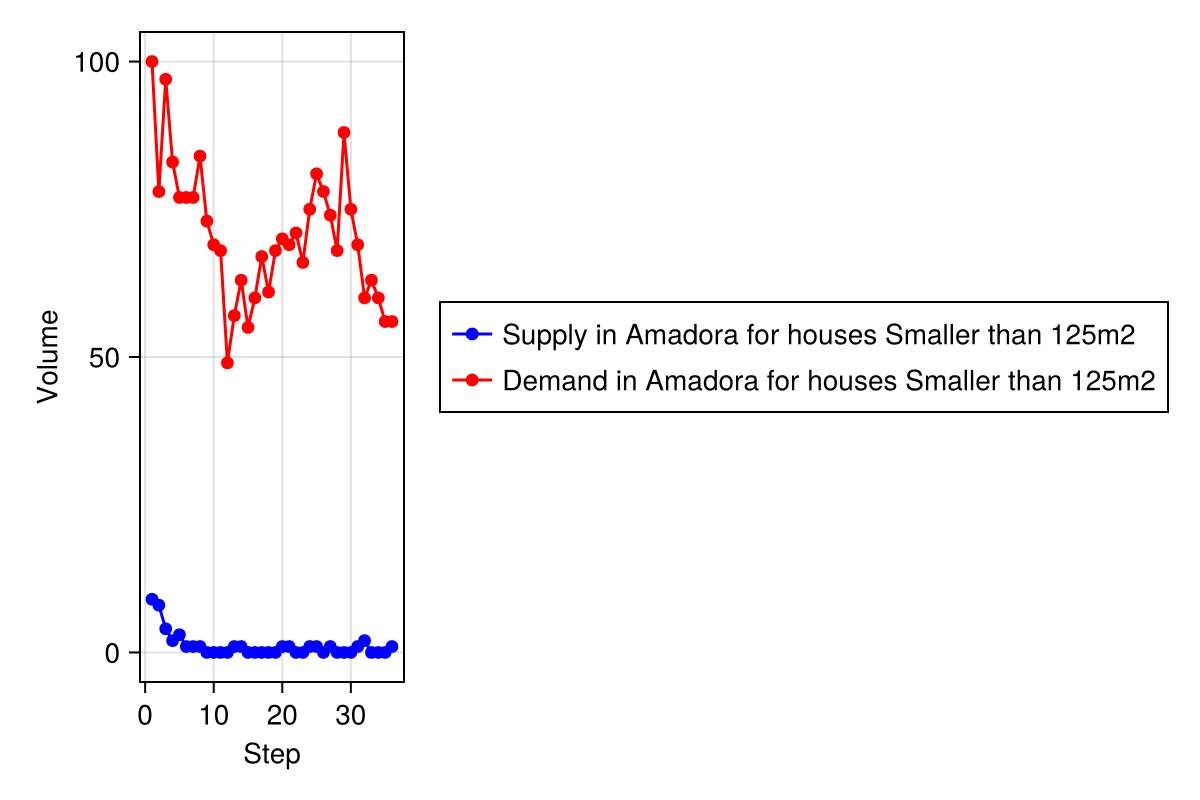 100
50
0
Volume
0 10 20 30
Step
Supply in Amadora for houses Smaller than 125m2
Demand in Amadora for houses Smaller than 125m2